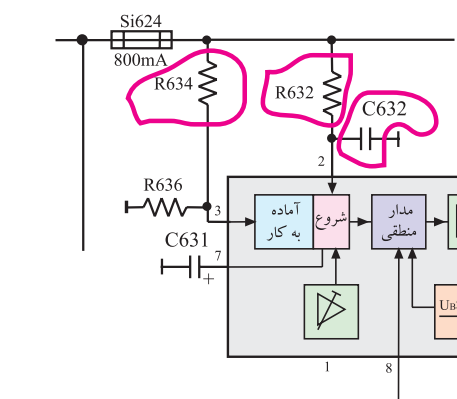 Si624
800mA
R634
R632
C632
2
R636
3
آماده
به کار
شروع
مدار
منطقی
C631
7
+
UB
1
8